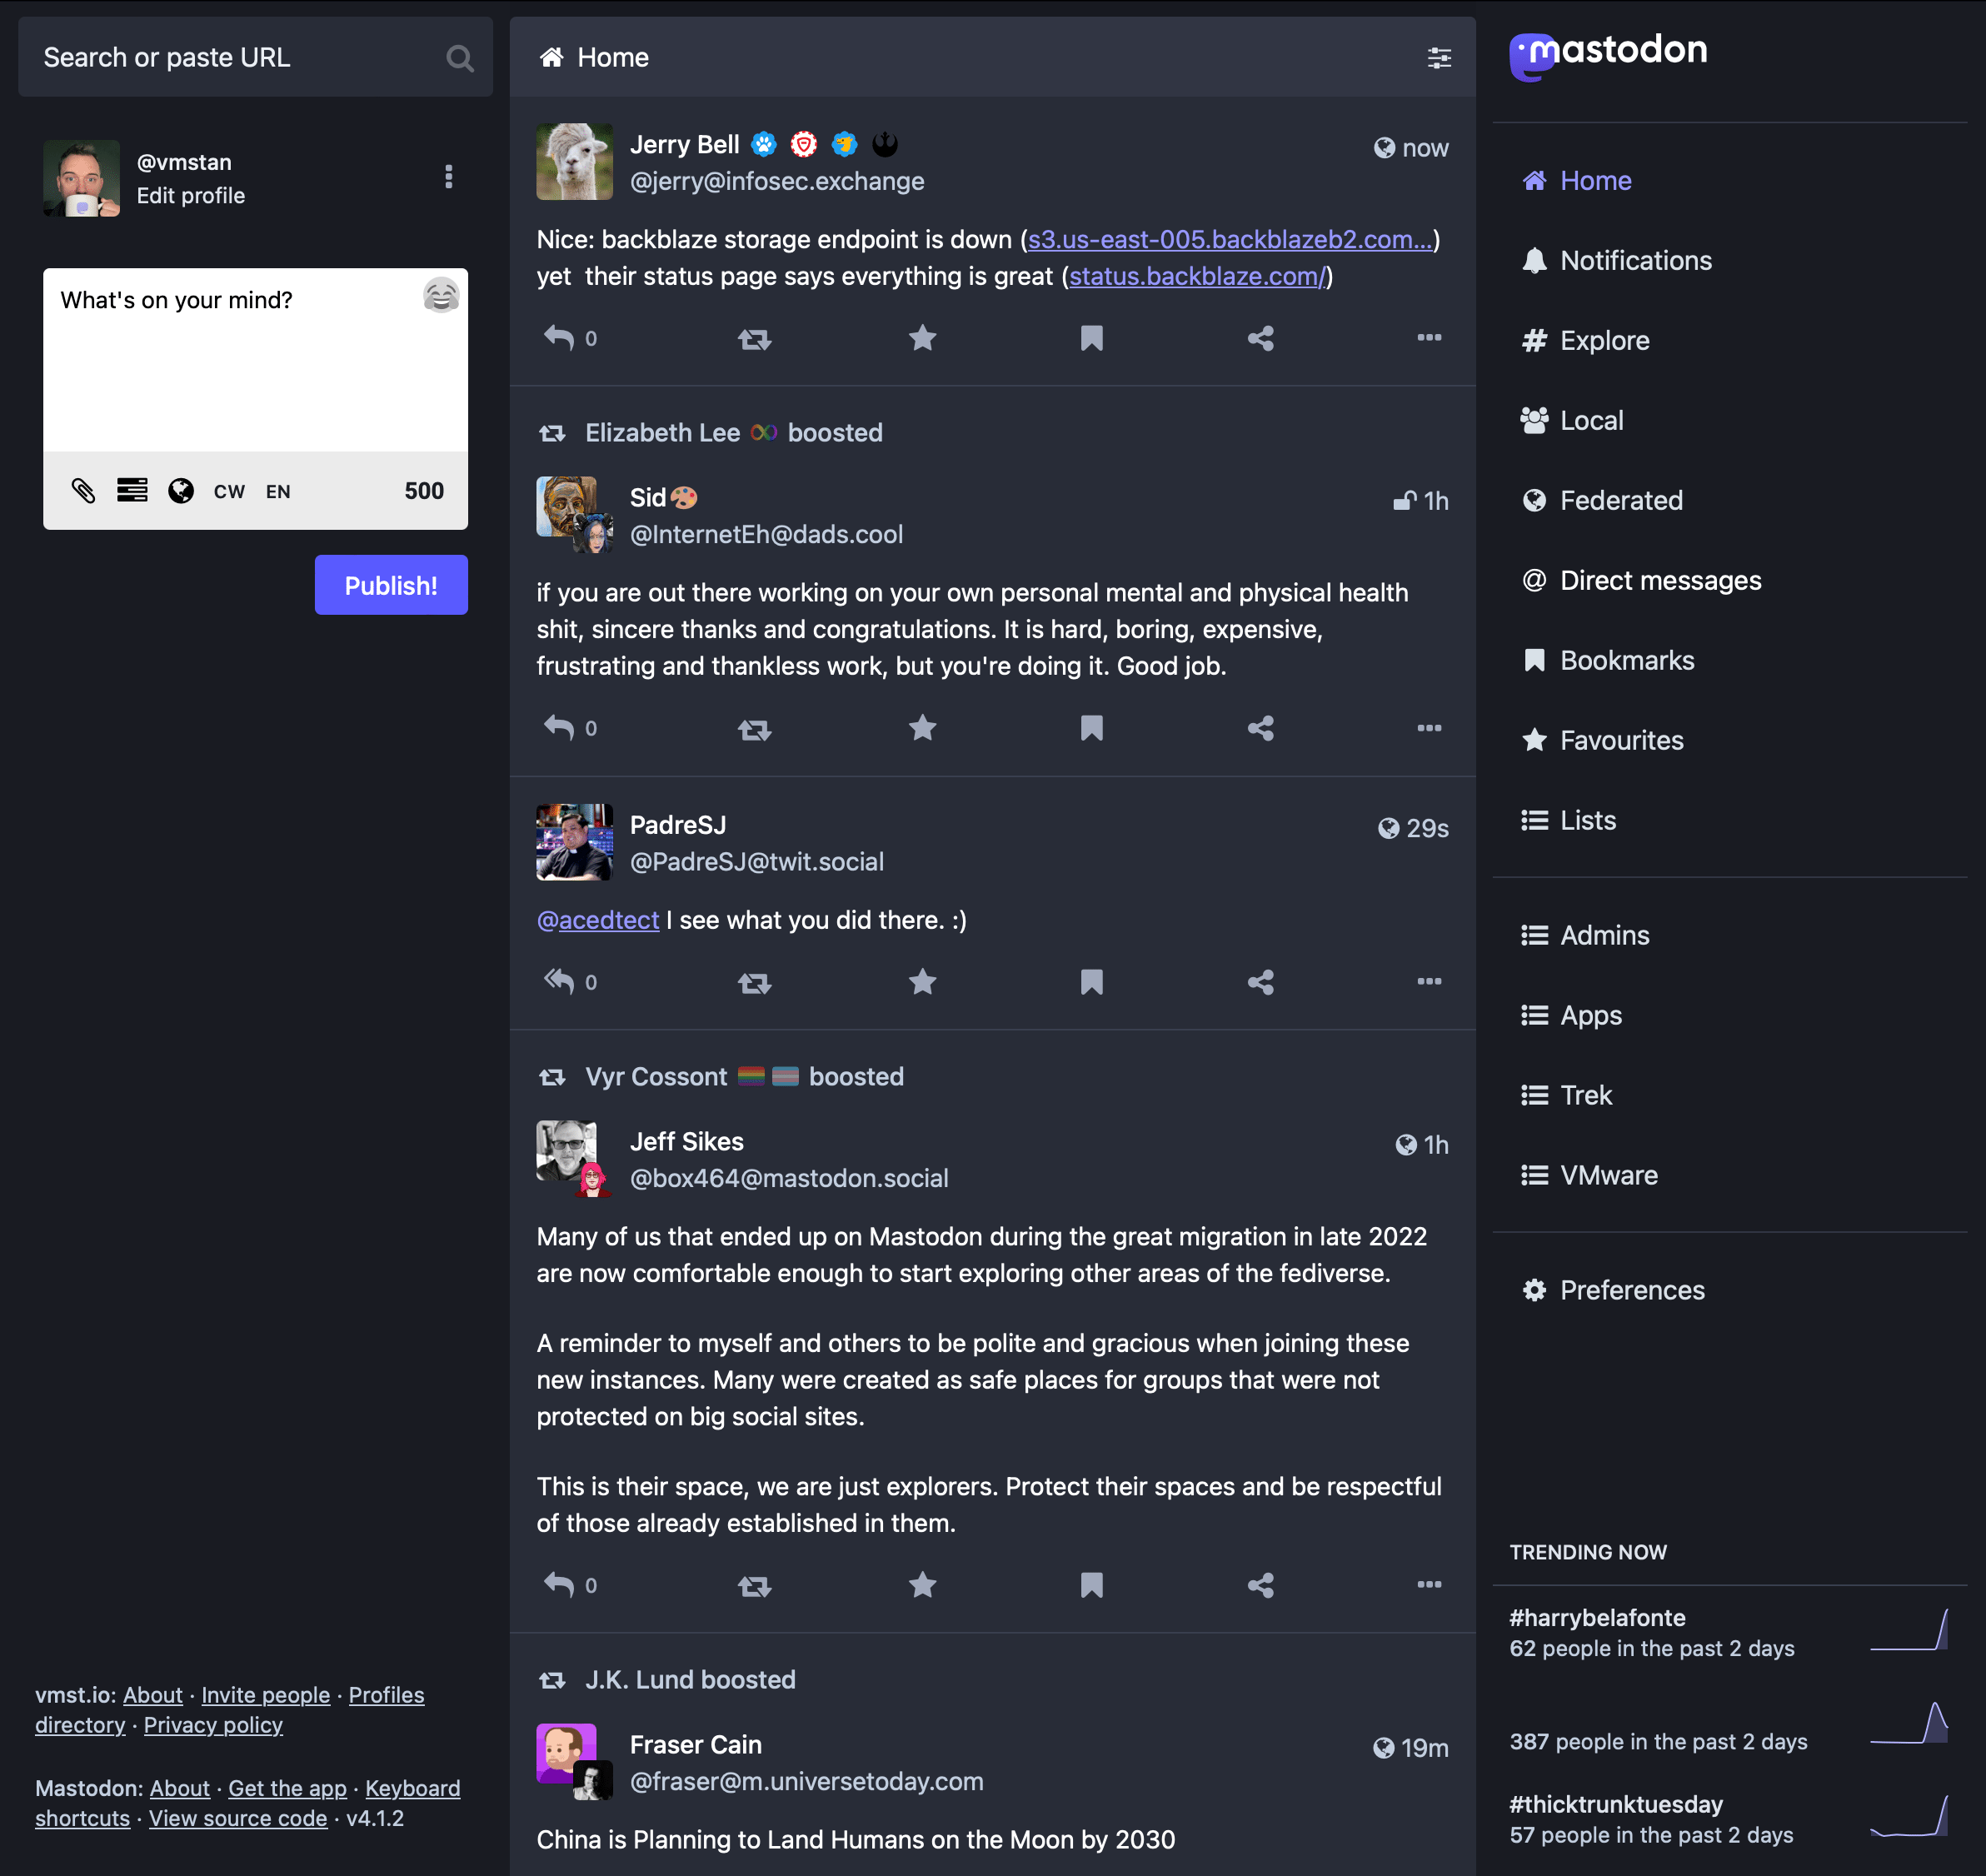 Search or paste URL
@vmstan
Edit profile
What's on your mind?
CW EN 500
Publish!
vmst.io: About · Invite people · Profiles
directory · Privacy policy
Mastodon: About · Get the app · Keyboard
shortcuts · View source code · v4.1.2
Home
Jerry Bell
now
@jerry@infosec.exchange
Nice: backblaze storage endpoint is down (s3.us-east-005.backblazeb2.com...)
yet  their status page says everything is great (status.backblaze.com/)
0
Elizabeth Lee boosted
Sid
1h
@InternetEh@dads.cool
if you are out there working on your own personal mental and physical health
shit, sincere thanks and congratulations. It is hard, boring, expensive,
frustrating and thankless work, but you're doing it. Good job.
0
PadreSJ
29s
@PadreSJ@twit.social
@acedtect I see what you did there. :)
0
Vyr Cossont boosted
Jeff Sikes
1h
@box464@mastodon.social
Many of us that ended up on Mastodon during the great migration in late 2022
are now comfortable enough to start exploring other areas of the fediverse.
A reminder to myself and others to be polite and gracious when joining these
new instances. Many were created as safe places for groups that were not
protected on big social sites.
This is their space, we are just explorers. Protect their spaces and be respectful
of those already established in them.
0
J.K. Lund boosted
Fraser Cain
19m
@fraser@m.universetoday.com
China is Planning to Land Humans on the Moon by 2030
mastodon
Home
Notifications
Explore
Local
Federated
@ Direct messages
Bookmarks
Favourites
Lists
Admins
Apps
Trek
VMware
Preferences
TRENDING NOW
#harrybelafonte
62 people in the past 2 days
387 people in the past 2 days
#thicktrunktuesday
57 people in the past 2 days